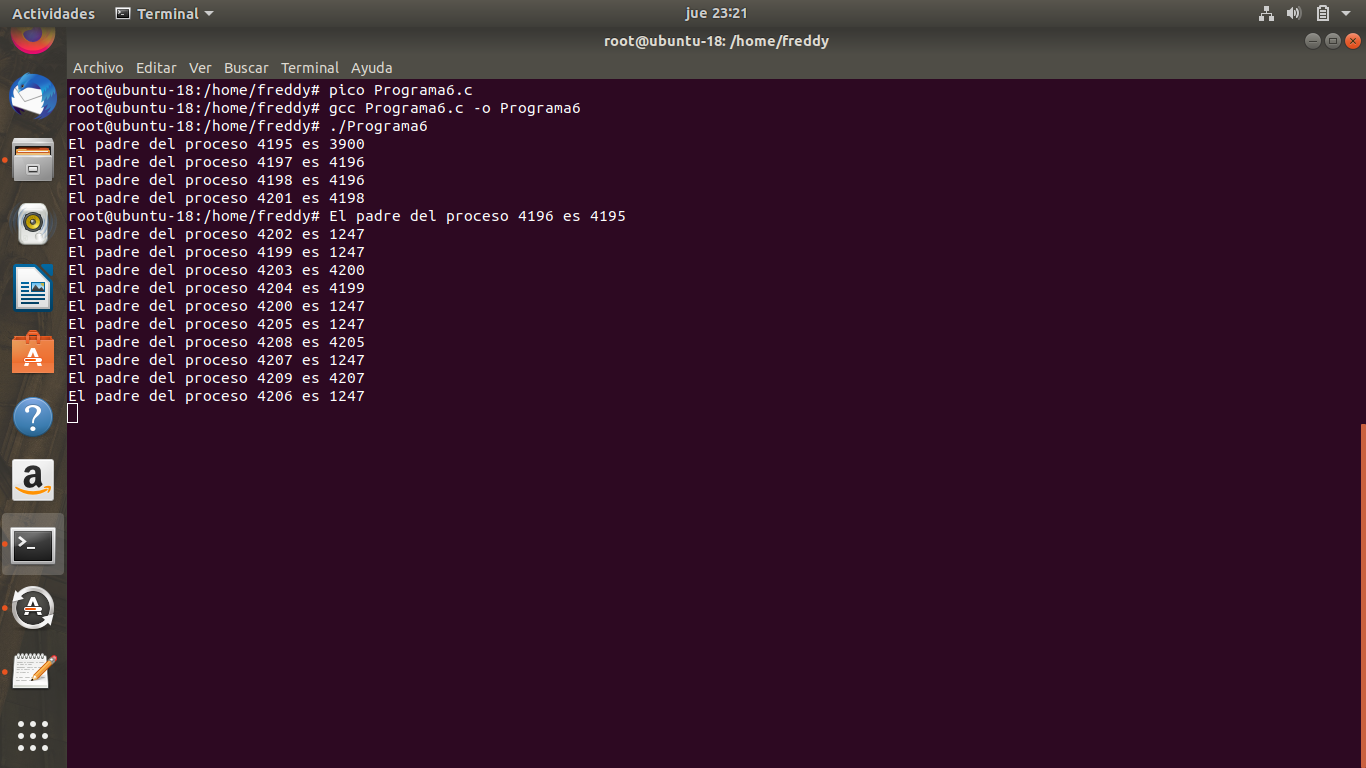 Actividades Terminal jue 23:21
root@ubuntu-18: /home/freddy
Archivo Editar Ver Buscar Terminal Ayuda
root@ubuntu-18:/home/freddy# pico Programa6.c
root@ubuntu-18:/home/freddy# gcc Programa6.c -o Programa6
root@ubuntu-18:/home/freddy# ./Programa6
El padre del proceso 4195 es 3900
El padre del proceso 4197 es 4196
El padre del proceso 4198 es 4196
El padre del proceso 4201 es 4198
root@ubuntu-18:/home/freddy# El padre del proceso 4196 es 4195
El padre del proceso 4202 es 1247
El padre del proceso 4199 es 1247
El padre del proceso 4203 es 4200
El padre del proceso 4204 es 4199
El padre del proceso 4200 es 1247
El padre del proceso 4205 es 1247
El padre del proceso 4208 es 4205
El padre del proceso 4207 es 1247
El padre del proceso 4209 es 4207
El padre del proceso 4206 es 1247